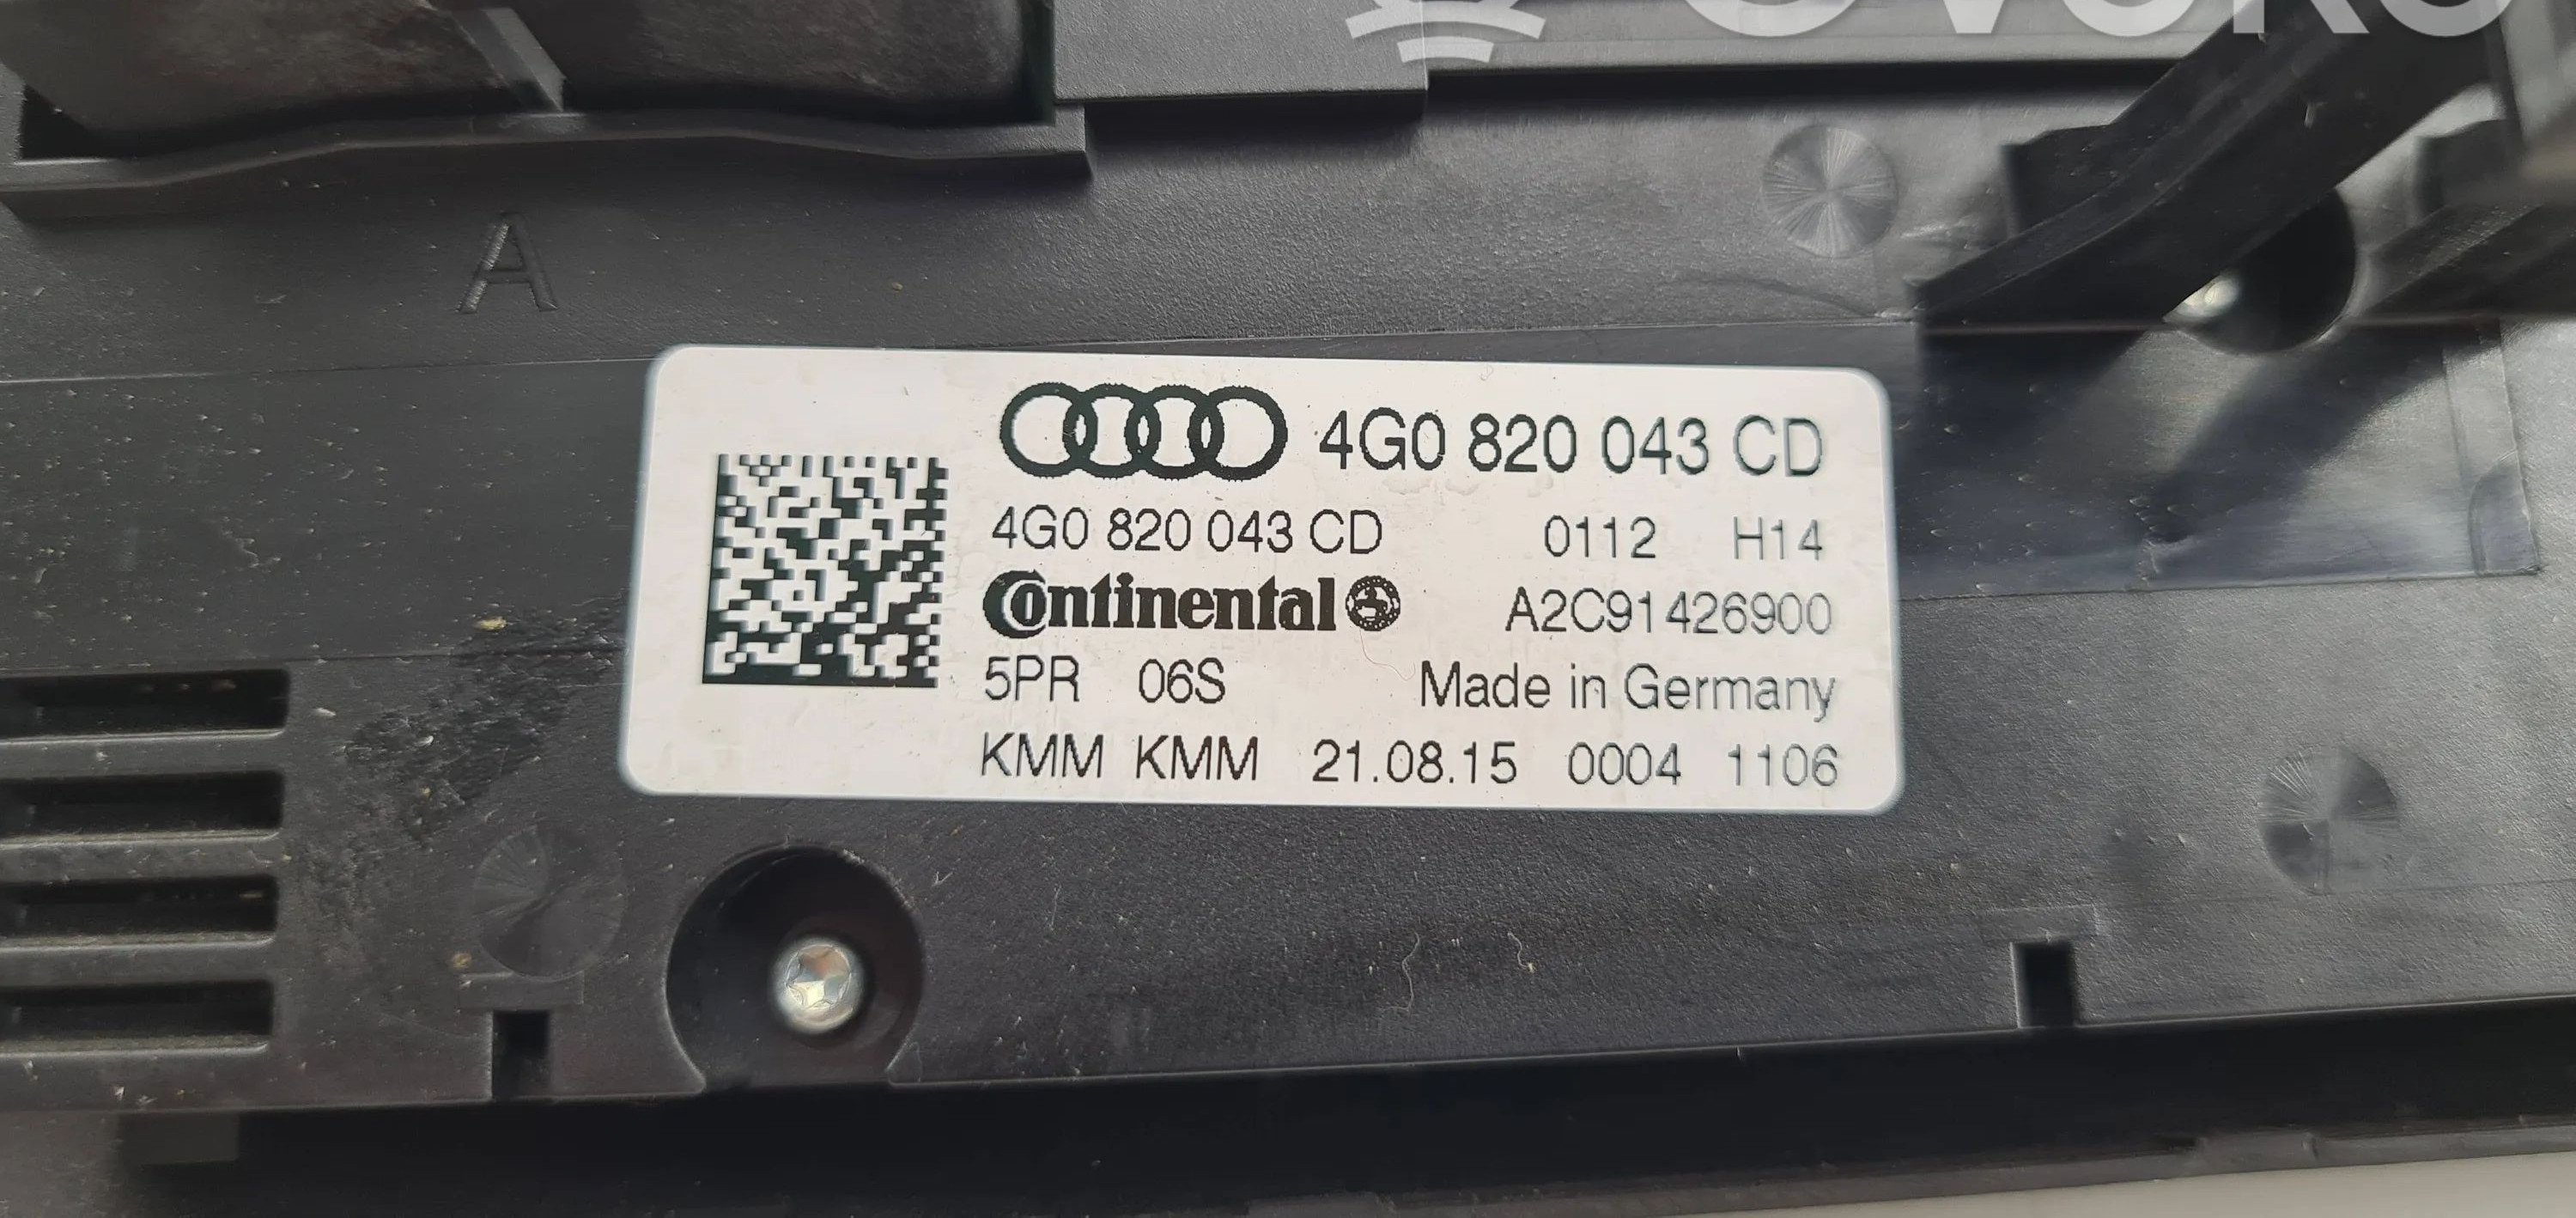 A
4G0 820 043 CD
4G0 820 043 CD 0112 H14
Continental A2C91426900
5PR 06S Made in Germany
KMM KMM 21.08.15 0004 1106